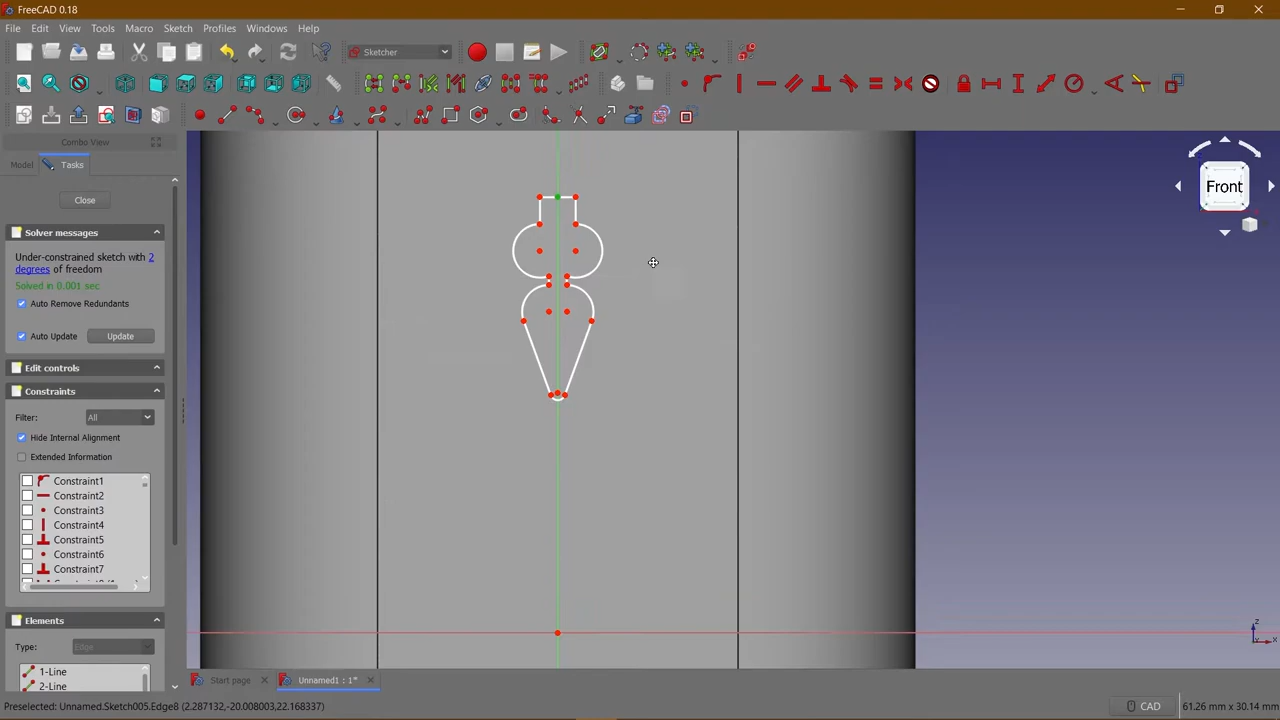 FreeCAD 0.18
File Edit View Tools Macro Sketch Profiles Windows Help
Sketcher
Combo View
Model Tasks
Close
Solver messages
Under-constrained sketch with 2
degrees of freedom
Solved in 0.001 sec
Auto Remove Redundants
Auto Update Update
Edit controls
Constraints
Filter: All
Hide Internal Alignment
Extended Information
Constraint1
Constraint2
Constraint3
Constraint4
Constraint5
Constraint6
Constraint7
Elements
Type: Edge
1-Line
2-Line
Front
z
x
Start page Unnamed1 : 1*
Preselected: Unnamed.Sketch005.Edge8 (2.287132,-20.008003,22.168337) CAD 61.26 mm x 30.14 mm